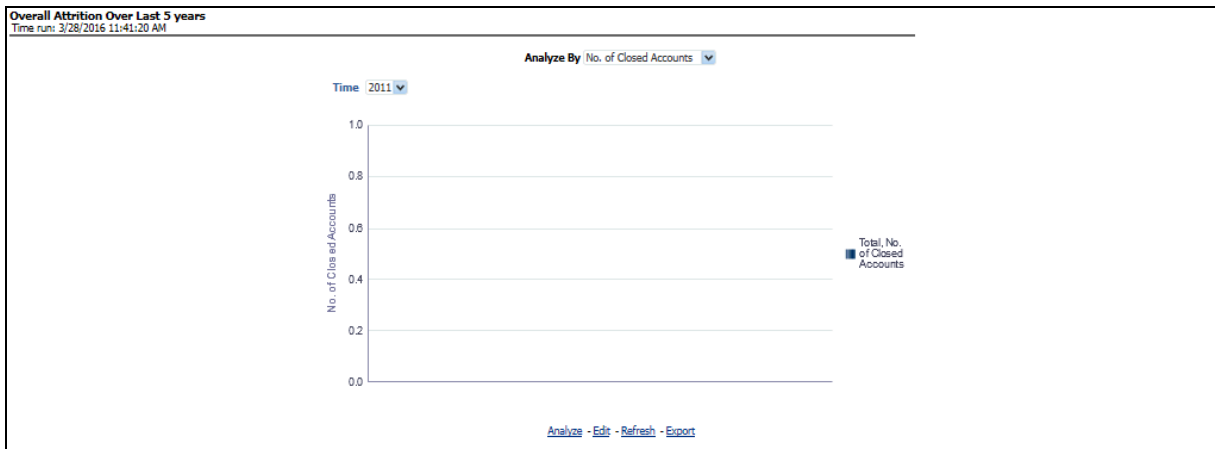 Overall Attrition Over Last 5 years
Time run: 3/28/2016 11:41:20 AM
Analyze By No. of Closed Accounts
Time 2011
1.0
0.8
0.6
0.4
0.2
0.0
No. of Closed Accounts
Total, No.
of Closed
Accounts
Analyze - Edit - Refresh - Export